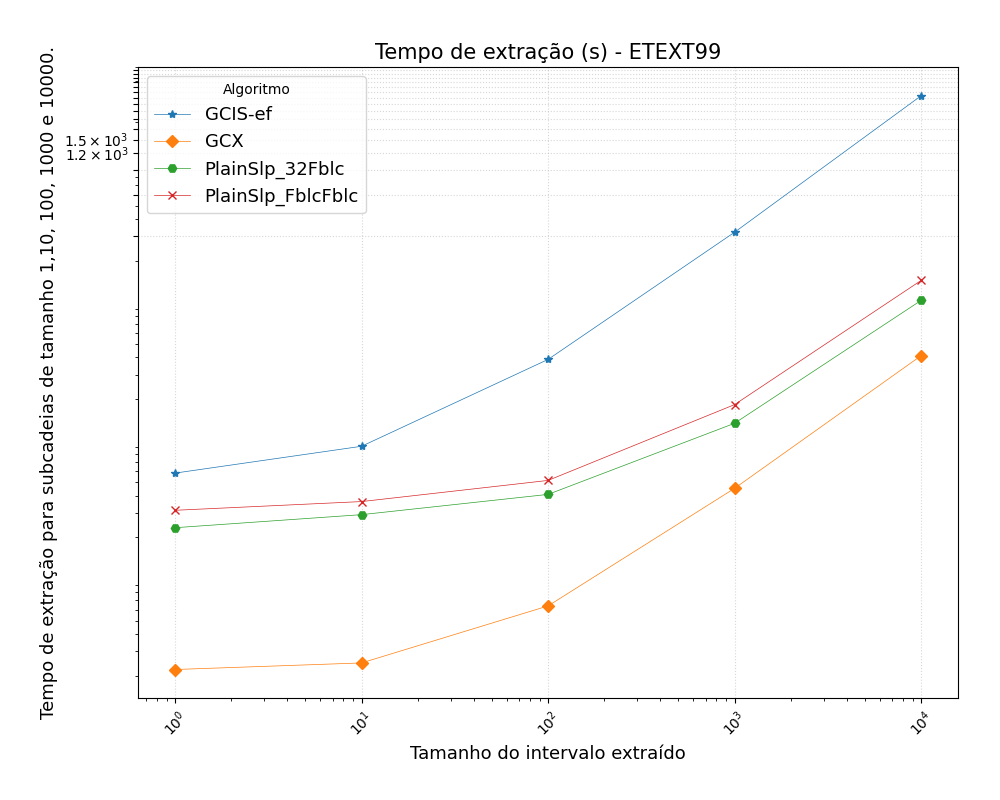 Tempo de extração (s) - ETEXT99
Tempo de extração para subcadeias de tamanho 1,10, 100, 1000 e 10000.
1.5 × 10³
1.2 × 10³
Algoritmo
GCIS-ef
GCX
PlainSlp_32Fblc
PlainSlp_FblcFblc
10⁰
10¹
10²
10³
10⁴
Tamanho do intervalo extraído